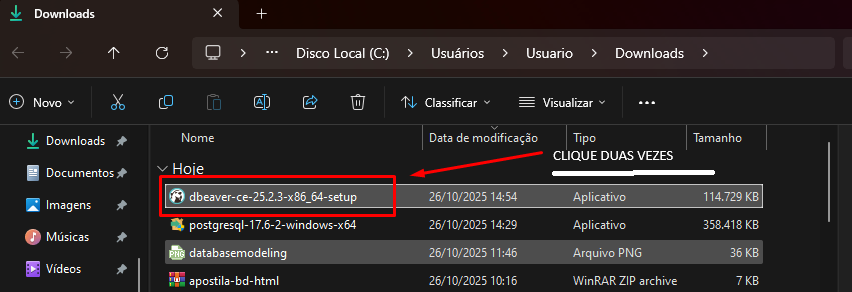 Downloads
Disco Local (C:) Usuários Usuario Downloads
Novo Classificar Visualizar
Downloads
Documentos
Imagens
Músicas
Vídeos
Nome Data de modificação Tipo Tamanho
CLIQUE DUAS VEZES
Hoje
dbeaver-ce-25.2.3-x86_64-setup 26/10/2025 14:54 Aplicativo 114.729 KB
postgresql-17.6-2-windows-x64 26/10/2025 14:29 Aplicativo 358.418 KB
databasemodeling 26/10/2025 11:46 Arquivo PNG 36 KB
apostila-bd-html 26/10/2025 10:16 WinRAR ZIP archive 7 KB